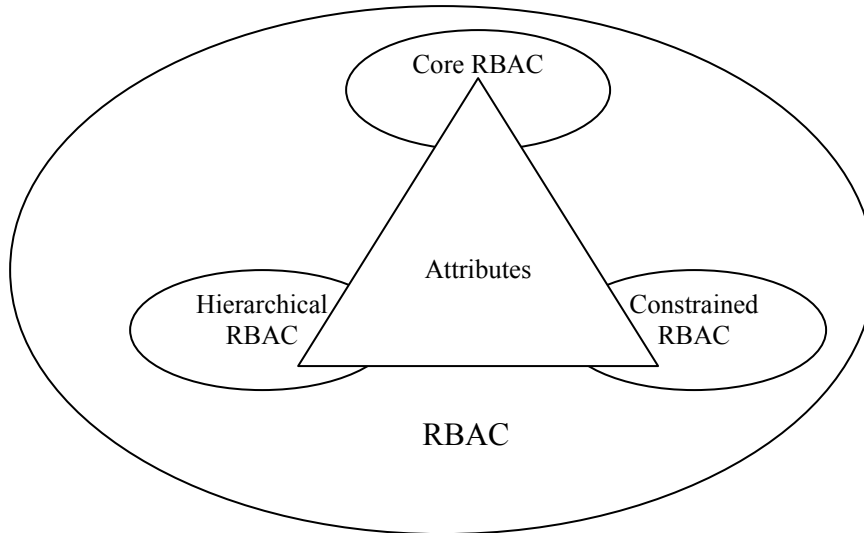 Core RBAC
Attributes
Hierarchical
RBAC
Constrained
RBAC
RBAC